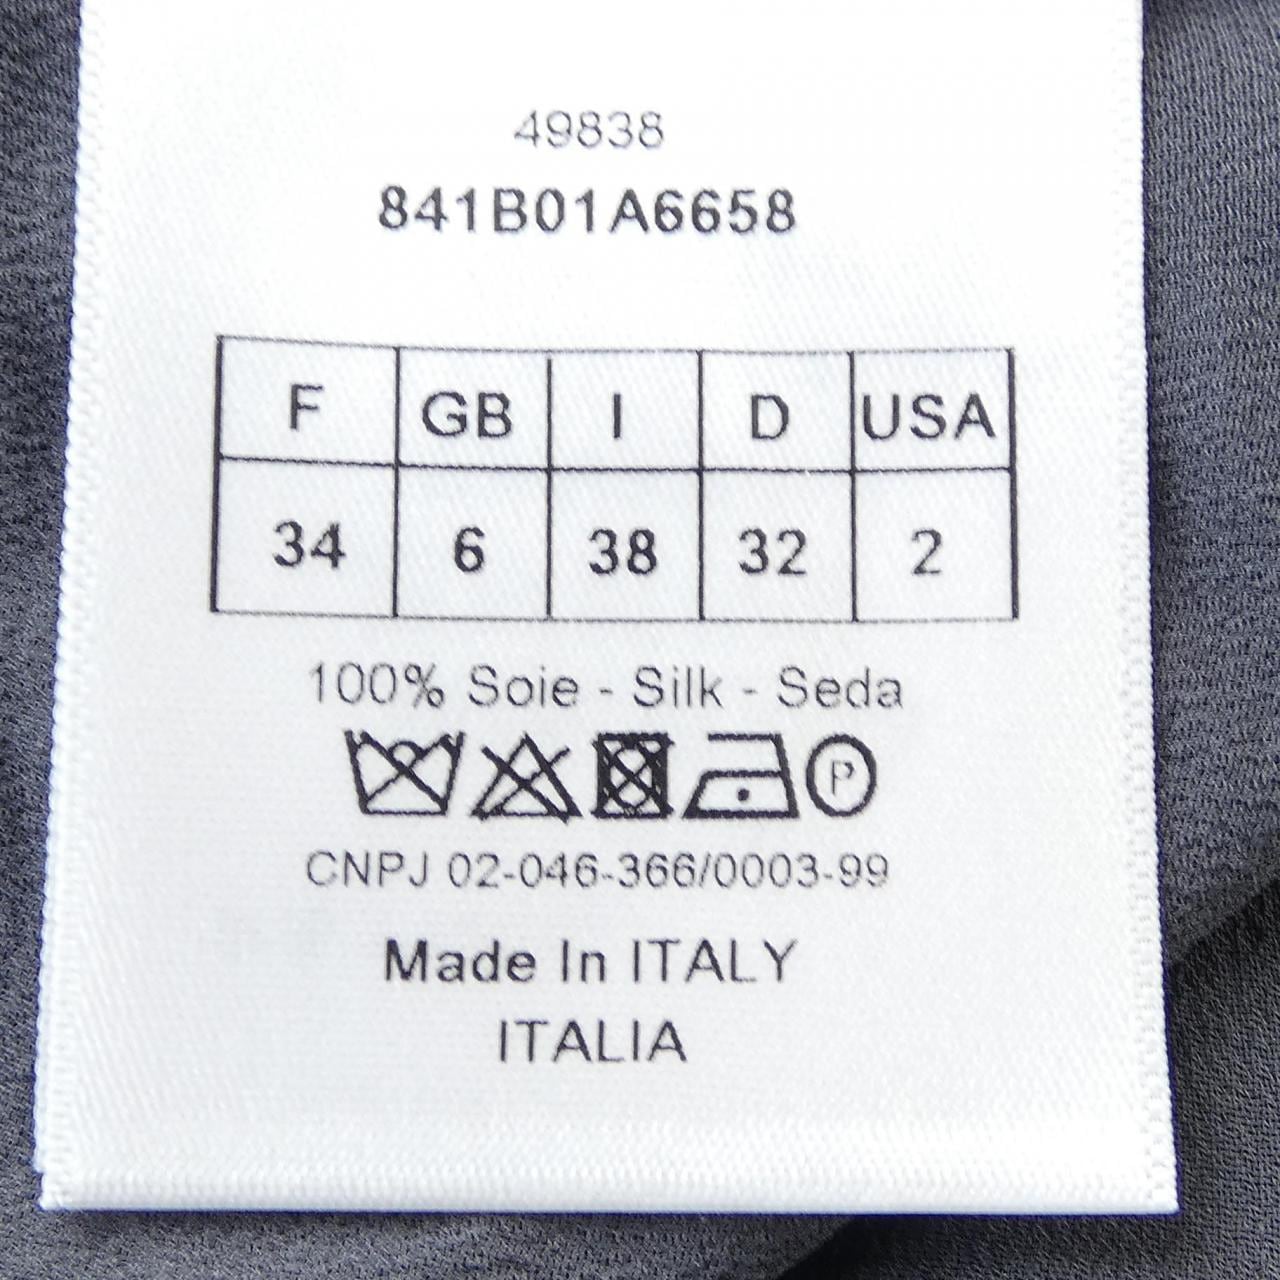 49838
841B01A6658
F GB I D USA
34 6 38 32 2
100% Soie - Silk - Seda
P
CNPJ 02-046-366/0003-99
Made In ITALY
ITALIA